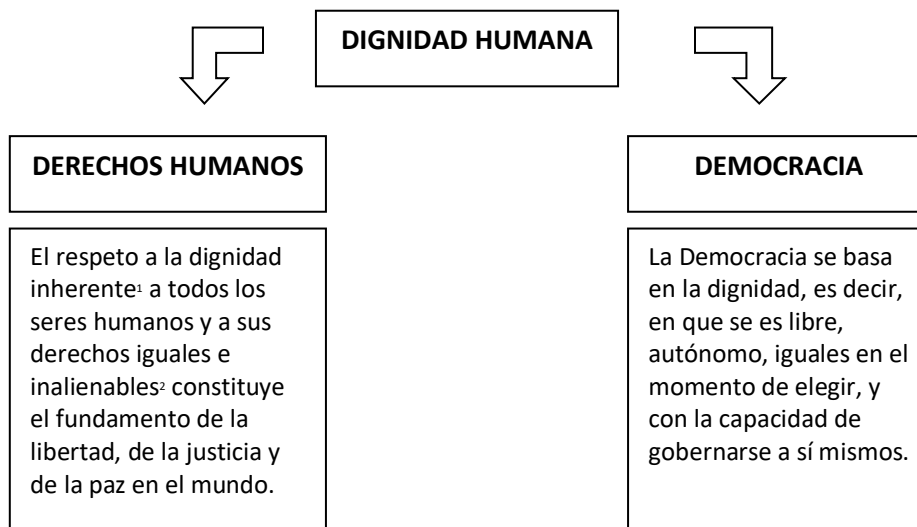 DIGNIDAD HUMANA
DERECHOS HUMANOS
El respeto a la dignidad
inherente¹ a todos los
seres humanos y a sus
derechos iguales e
inalienables² constituye
el fundamento de la
libertad, de la justicia y
de la paz en el mundo.
DEMOCRACIA
La Democracia se basa
en la dignidad, es decir,
en que se es libre,
autónomo, iguales en el
momento de elegir, y
con la capacidad de
gobernarse a sí mismos.